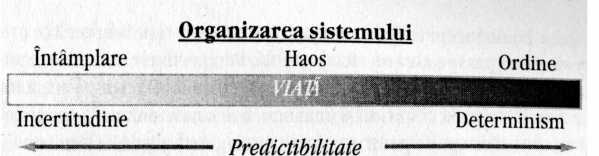 Organizarea sistemului
Întâmplare Haos Ordine
VIAȚĂ
Incertitudine Determinism
Predictibilitate